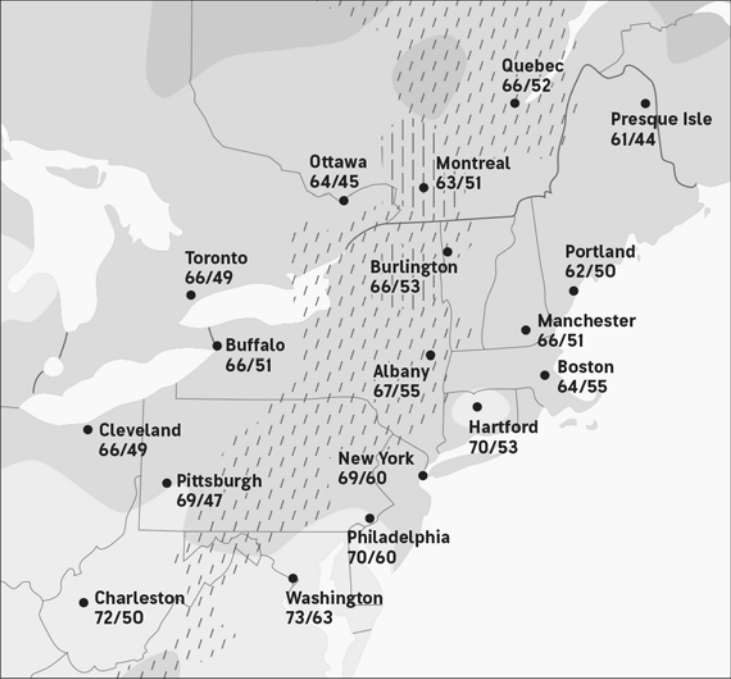 Quebec
66/52
Presque Isle
61/44
Ottawa
64/45
Montreal
63/51
Toronto
66/49
Burlington
66/53
Portland
62/50
Buffalo
66/51
Manchester
66/51
Albany
67/55
Boston
64/55
Cleveland
66/49
Hartford
70/53
Pittsburgh
69/47
New York
69/60
Philadelphia
70/60
Charleston
72/50
Washington
73/63